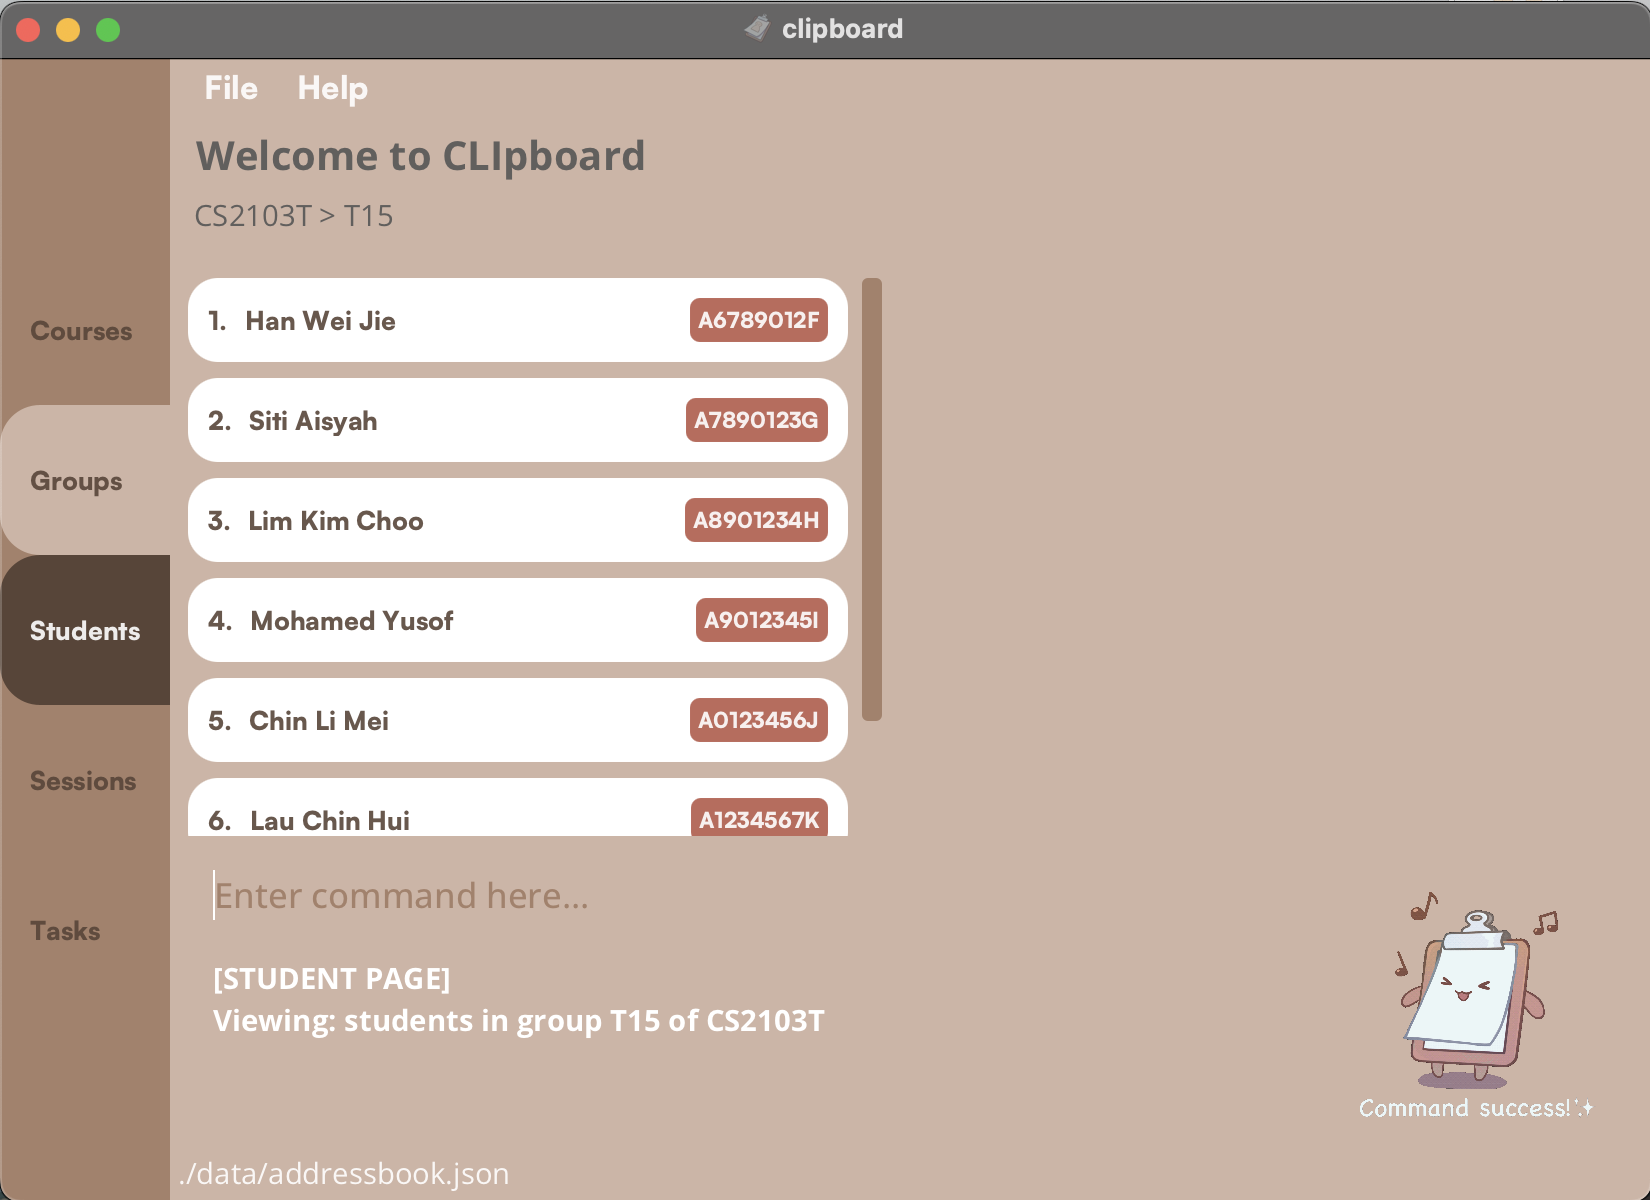 clipboard
File Help
Welcome to CLIpboard
CS2103T > T15
Courses
Groups
Students
Sessions
Tasks
1. Han Wei Jie A6789012F
2. Siti Aisyah A7890123G
3. Lim Kim Choo A8901234H
4. Mohamed Yusof A9012345I
5. Chin Li Mei A0123456J
6. Lau Chin Hui A1234567K
Enter command here...
[STUDENT PAGE]
Viewing: students in group T15 of CS2103T
Command success!
./data/addressbook.json